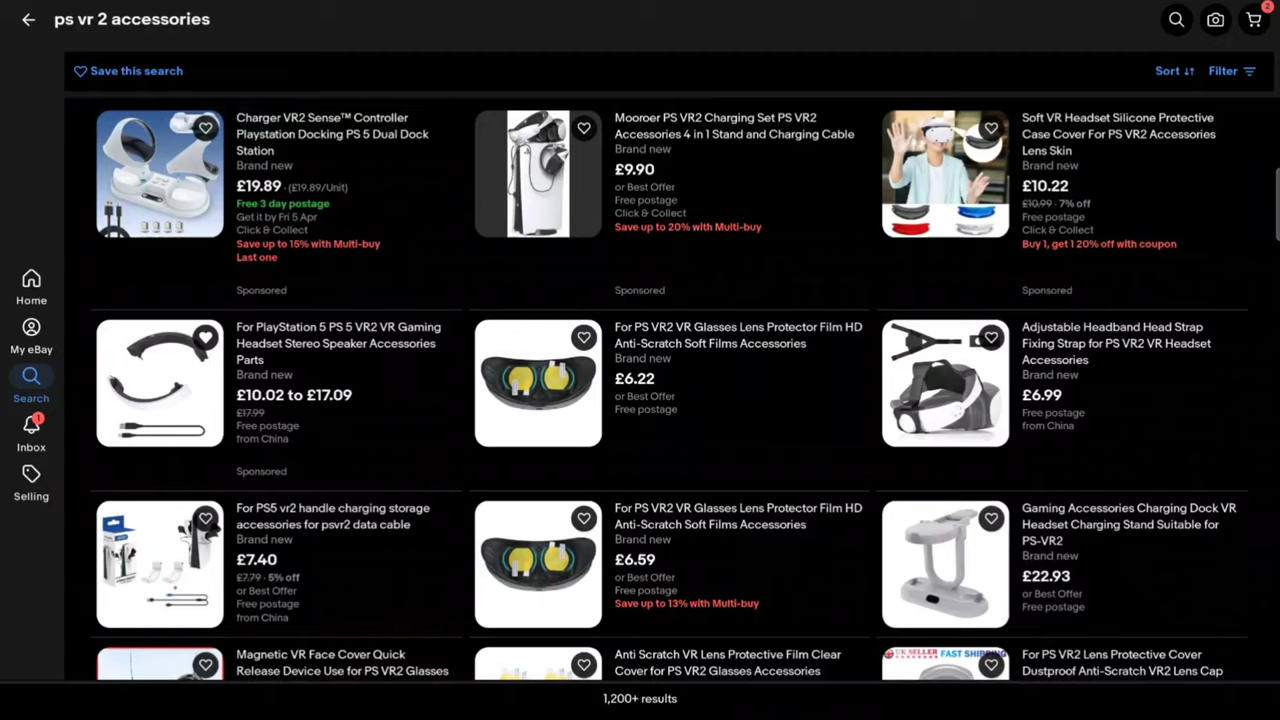 ps vr 2 accessories
2
Save this search
Sort
Filter
Charger VR2 Sense™ Controller
Playstation Docking PS 5 Dual Dock
Station
Brand new
£19.89 · (£19.89/Unit)
Free 3 day postage
Get it by Fri 5 Apr
Click & Collect
Save up to 15% with Multi-buy
Last one
Sponsored
Mooroer PS VR2 Charging Set PS VR2
Accessories 4 in 1 Stand and Charging Cable
Brand new
£9.90
or Best Offer
Free postage
Click & Collect
Save up to 20% with Multi-buy
Sponsored
Soft VR Headset Silicone Protective
Case Cover For PS VR2 Accessories
Lens Skin
Brand new
£10.22
£10.99 · 7% off
Free postage
Click & Collect
Buy 1, get 1 20% off with coupon
Sponsored
Home
My eBay
Search
1
Inbox
Selling
For PlayStation 5 PS 5 VR2 VR Gaming
Headset Stereo Speaker Accessories
Parts
Brand new
£10.02 to £17.09
£17.99
Free postage
from China
Sponsored
For PS VR2 VR Glasses Lens Protector Film HD
Anti-Scratch Soft Films Accessories
Brand new
£6.22
or Best Offer
Free postage
Adjustable Headband Head Strap
Fixing Strap for PS VR2 VR Headset
Accessories
Brand new
£6.99
Free postage
from China
For PS5 vr2 handle charging storage
accessories for psvr2 data cable
Brand new
£7.40
£7.79 · 5% off
or Best Offer
Free postage
from China
For PS VR2 VR Glasses Lens Protector Film HD
Anti-Scratch Soft Films Accessories
Brand new
£6.59
or Best Offer
Free postage
Save up to 13% with Multi-buy
Gaming Accessories Charging Dock VR
Headset Charging Stand Suitable for
PS-VR2
Brand new
£22.93
or Best Offer
Free postage
Magnetic VR Face Cover Quick
Release Device Use for PS VR2 Glasses
Anti Scratch VR Lens Protective Film Clear
Cover for PS VR2 Glasses Accessories
UK SELLER FAST SHIPPING
For PS VR2 Lens Protective Cover
Dustproof Anti-Scratch VR2 Lens Cap
1,200+ results